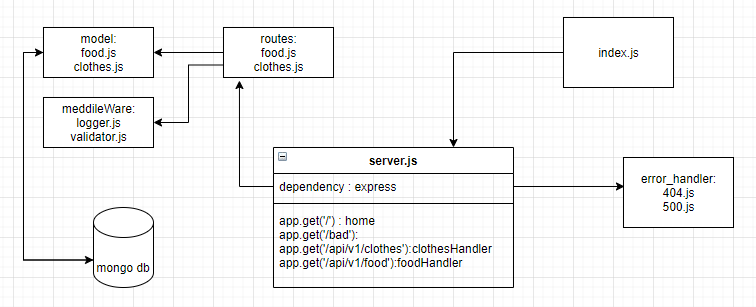 model:
food.js
clothes.js
routes:
food.js
clothes.js
index.js
meddileWare:
logger.js
validator.js
server.js
dependency : express
app.get('/') : home
app.get('/bad'):
app.get('/api/v1/clothes'):clothesHandler
app.get('/api/v1/food'):foodHandler
error_handler:
404.js
500.js
mongo db